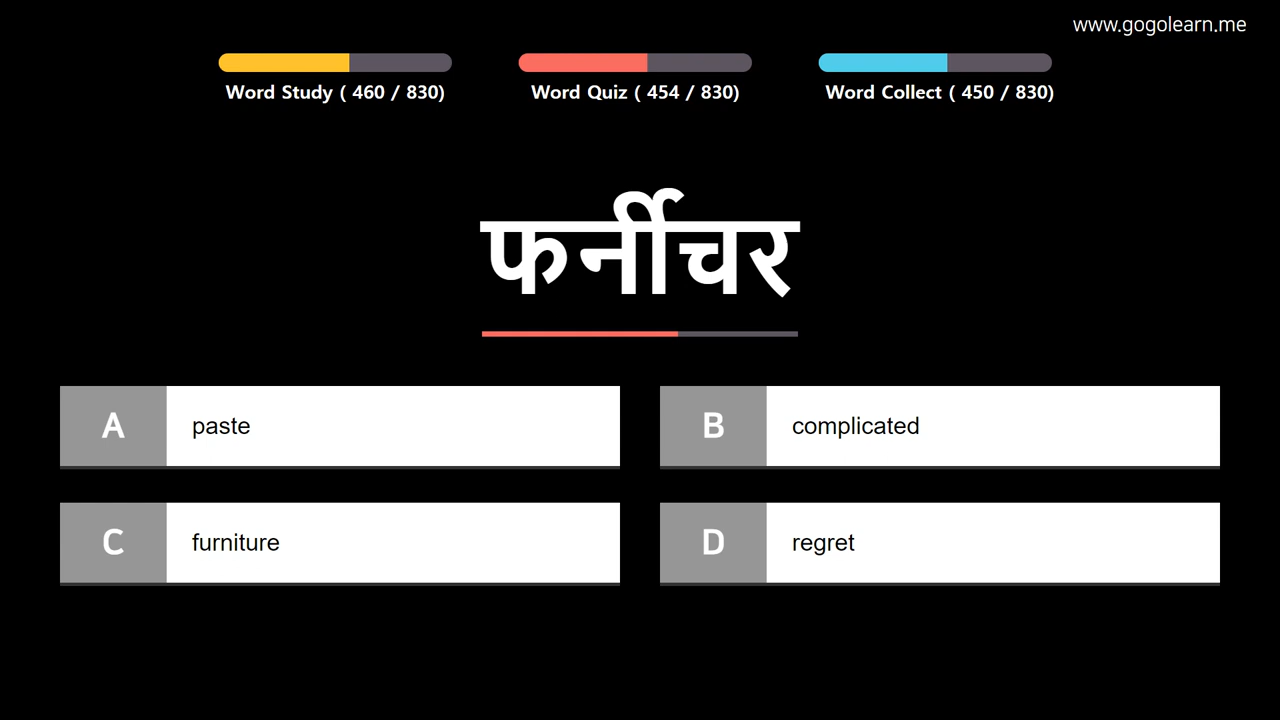 www.gogolearn.me
Word Study ( 460 / 830)
Word Quiz ( 454 / 830)
Word Collect ( 450 / 830)
फर्नीचर
A paste
B complicated
C furniture
D regret